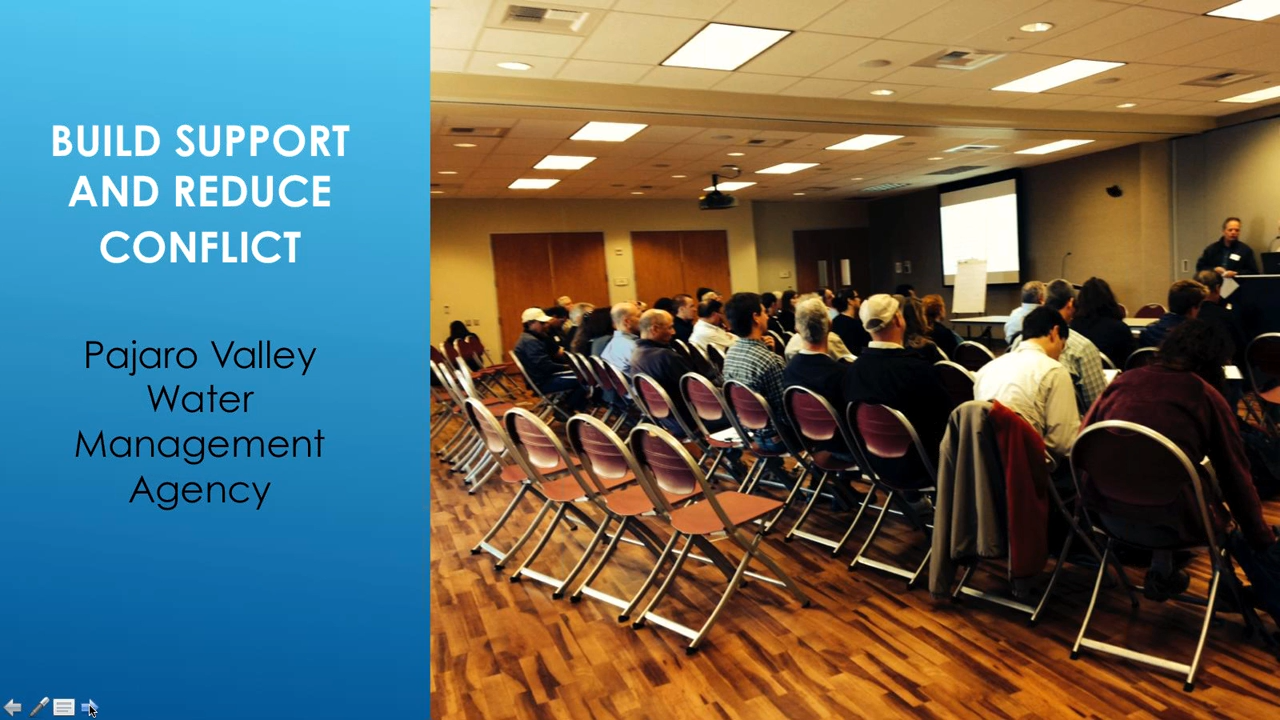 BUILD SUPPORT
AND REDUCE
CONFLICT
Pajaro Valley
Water
Management
Agency